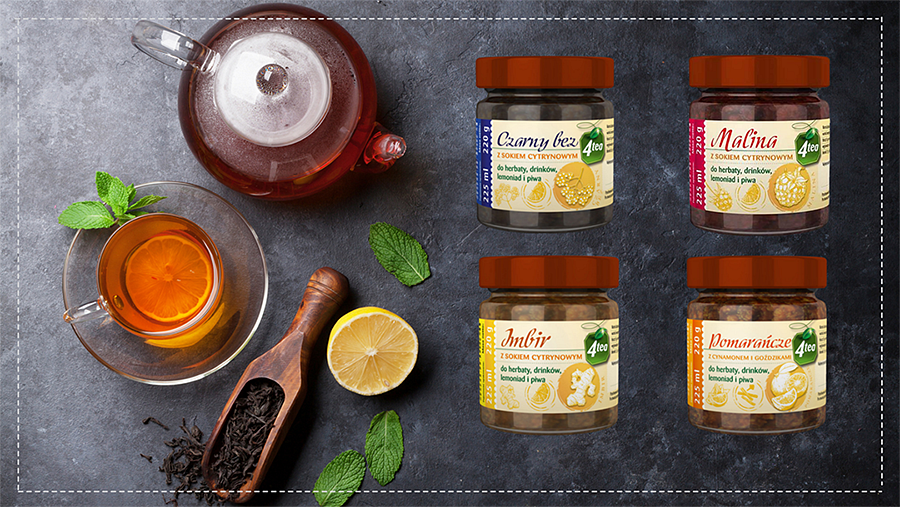 Czarny bez
Z SOKIEM CYTRYNOWYM
4tea
do herbaty, drinków,
lemoniad i piwa
225 ml 220 g
Malina
Z SOKIEM CYTRYNOWYM
4tea
do herbaty, drinków,
lemoniad i piwa
225 ml 220 g
Imbir
Z SOKIEM CYTRYNOWYM
4tea
do herbaty, drinków,
lemoniad i piwa
225 ml 220 g
Pomarańcze
Z CYNAMONEM I GOŹDZIKAMI
4tea
do herbaty, drinków,
lemoniad i piwa
225 ml 220 g